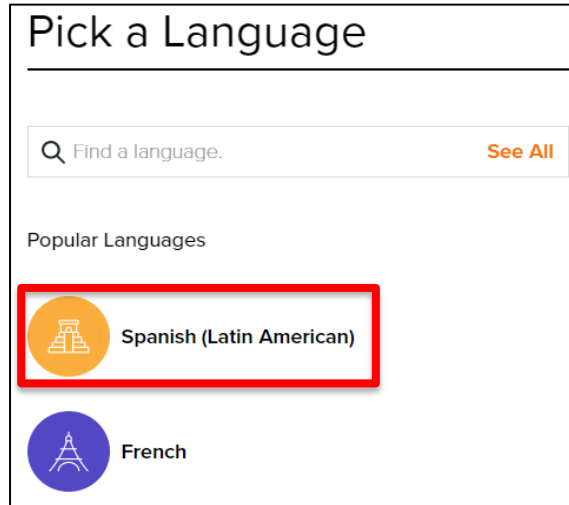 Pick a Language
Find a language. See All
Popular Languages
Spanish (Latin American)
French